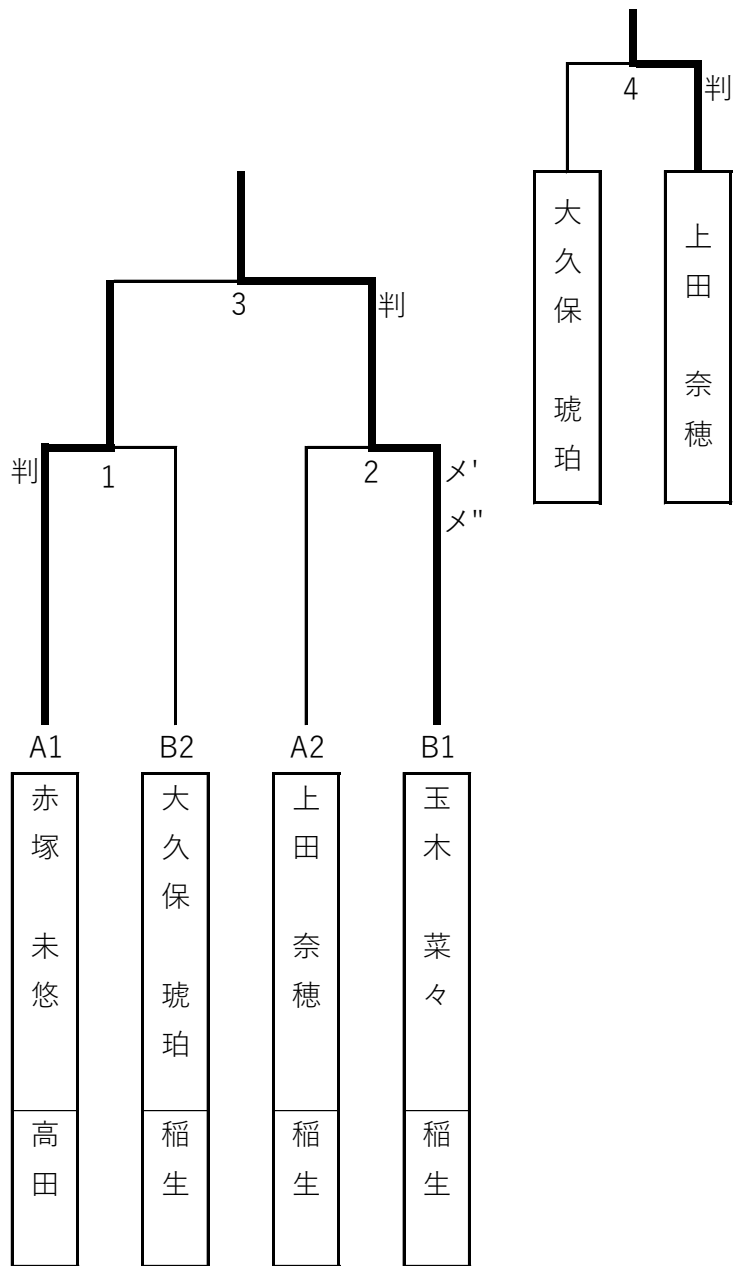 4
判
大久保 琥珀
上田 奈穂
3
判
判
1
2
メ'
メ"
A1
B2
A2
B1
赤塚 未悠
高田
大久保 琥珀
稲生
上田 奈穂
稲生
玉木 菜々
稲生